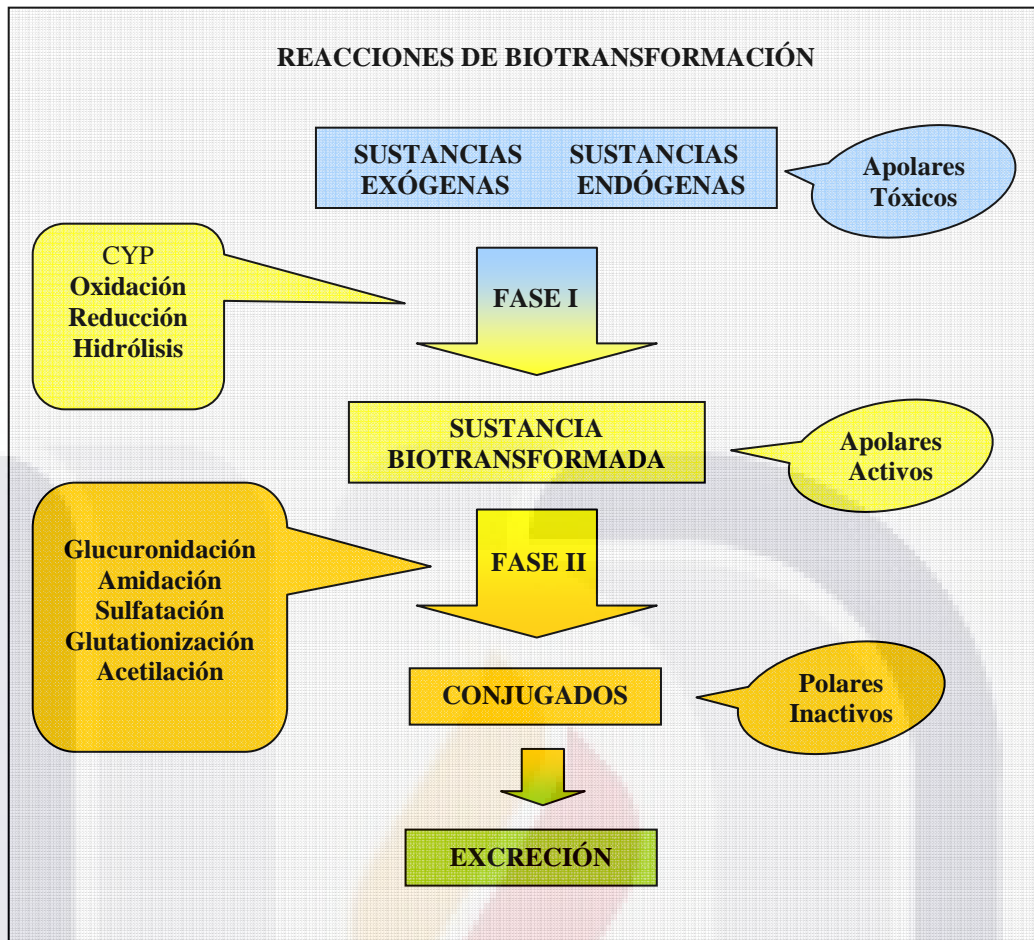 REACCIONES DE BIOTRANSFORMACIÓN
SUSTANCIAS SUSTANCIAS
EXÓGENAS ENDÓGENAS
Apolares
Tóxicos
CYP
Oxidación
Reducción
Hidrólisis
FASE I
SUSTANCIA
BIOTRANSFORMADA
Apolares
Activos
Glucuronidación
Amidación
Sulfatación
Glutationización
Acetilación
FASE II
CONJUGADOS
Polares
Inactivos
EXCRECIÓN